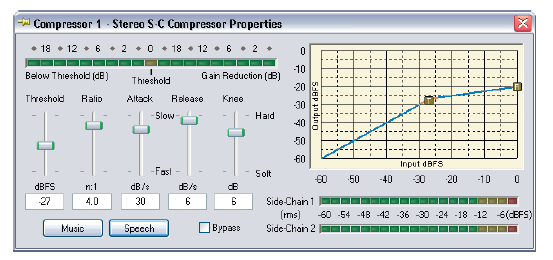 Compressor 1 - Stereo S-C Compressor Properties
18 12 6 2 0 18 12 6 2
Below Threshold (dB) Threshold Gain Reduction (dB)
Threshold Ratio Attack Release Knee
Slow Hard
Fast Soft
dBFS n:1 dB/s dB/s dB
-27 4.0 30 6 6
Music Speech Bypass
Output dBFS
0
-10
-20
-30
-40
-50
-60
Input dBFS
-60 -50 -40 -30 -20 -10 0
Side-Chain 1
(rms) -60 -54 -48 -42 -36 -30 -24 -18 -12 -6(dBFS)
Side-Chain 2